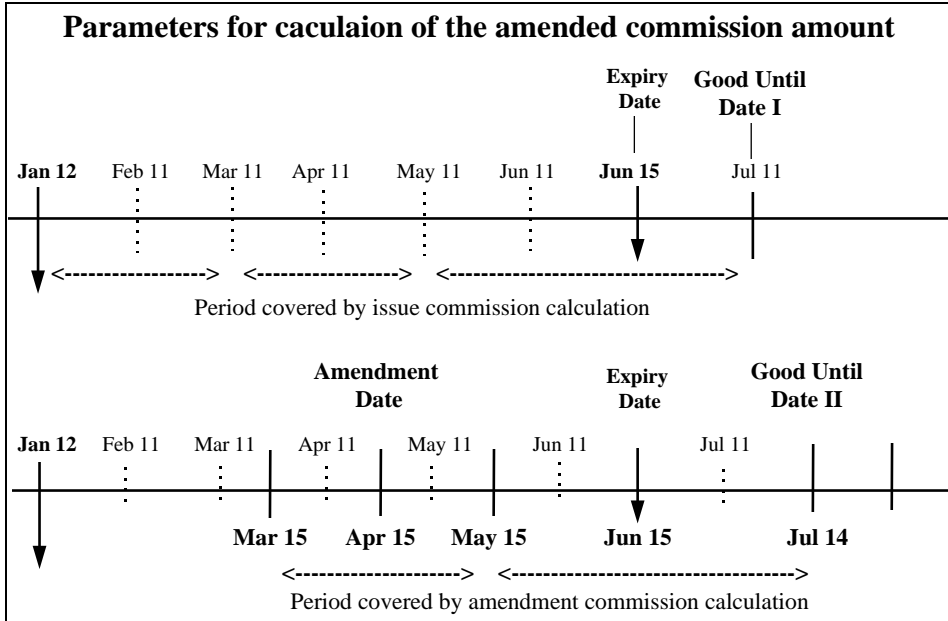 Parameters for caculaion of the amended commission amount
Expiry
Date
Good Until
Date I
Jan 12 Feb 11 Mar 11 Apr 11 May 11 Jun 11 Jun 15 Jul 11
Period covered by issue commission calculation
Amendment
Date
Expiry
Date
Good Until
Date II
Jan 12 Feb 11 Mar 11 Apr 11 May 11 Jun 11 Jul 11
Mar 15 Apr 15 May 15 Jun 15 Jul 14
Period covered by amendment commission calculation